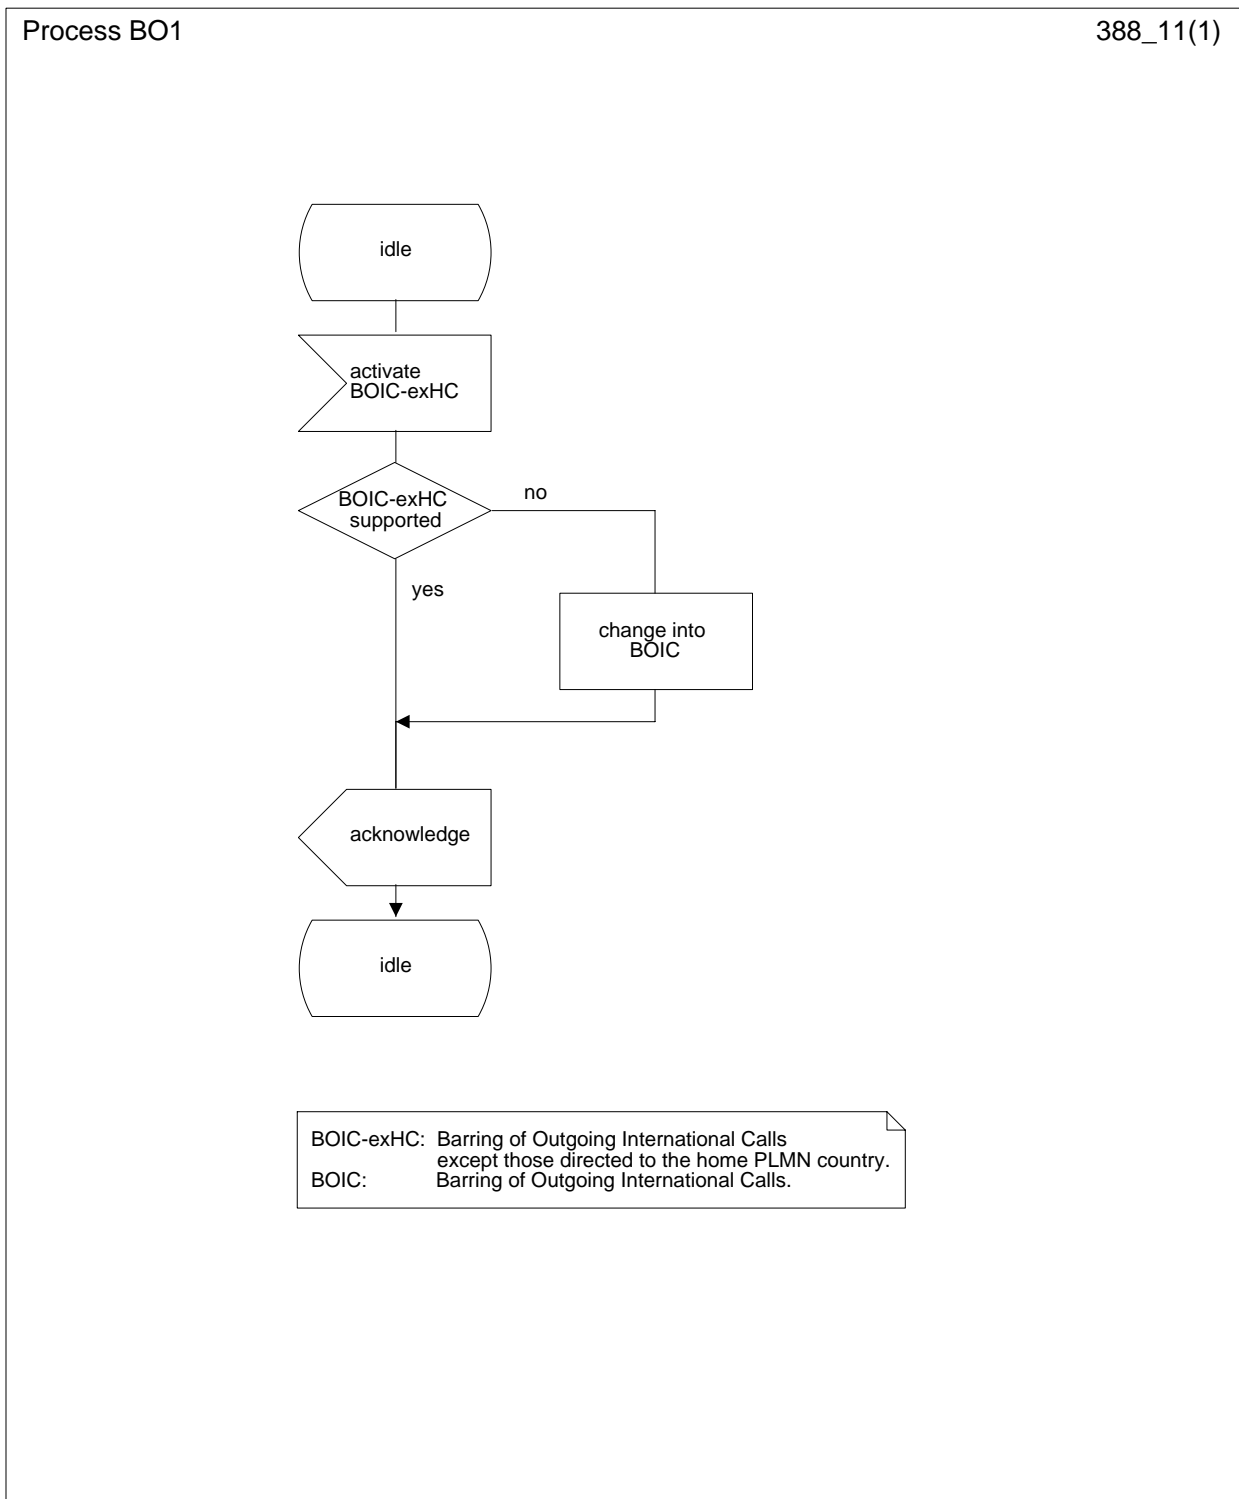 Process BO1
388_11(1)
idle
activate
BOIC-exHC
BOIC-exHC
supported
no
yes
change into
BOIC
acknowledge
idle
BOIC-exHC: Barring of Outgoing International Calls
except those directed to the home PLMN country.
BOIC: Barring of Outgoing International Calls.